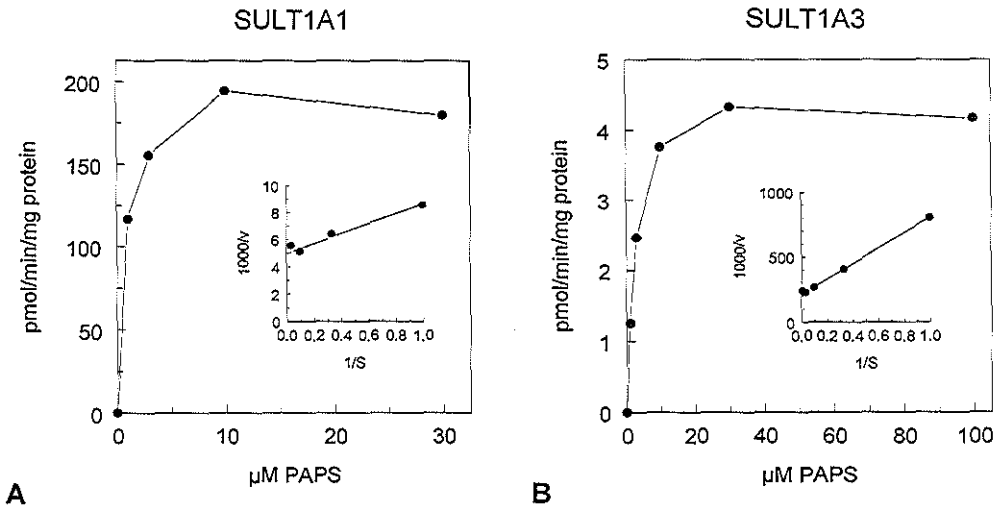 SULT1A1
SULT1A3
200
150
100
50
0
pmol/min/mg protein
0 10 20 30
µM PAPS
10
8
6
4
2
0
1000/v
0.0 0.2 0.4 0.6 0.8 1.0
1/S
A
5
4
3
2
1
0
pmol/min/mg protein
0 20 40 60 80 100
µM PAPS
1000
500
0
1000/v
0.0 0.2 0.4 0.6 0.8 1.0
1/S
B